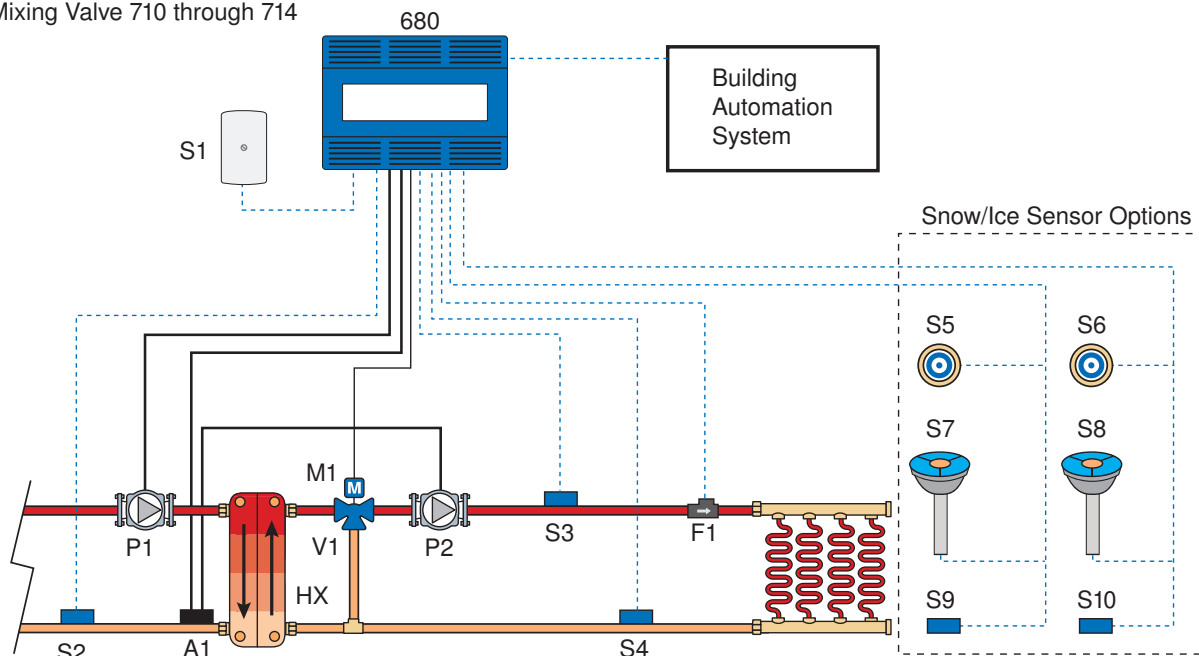 Mixing Valve 710 through 714
680
Building
Automation
System
S1
Snow/Ice Sensor Options
S5
S6
S7
S8
M1
M
P1
V1
P2
S3
F1
HX
S9
S10
S2
A1
S4